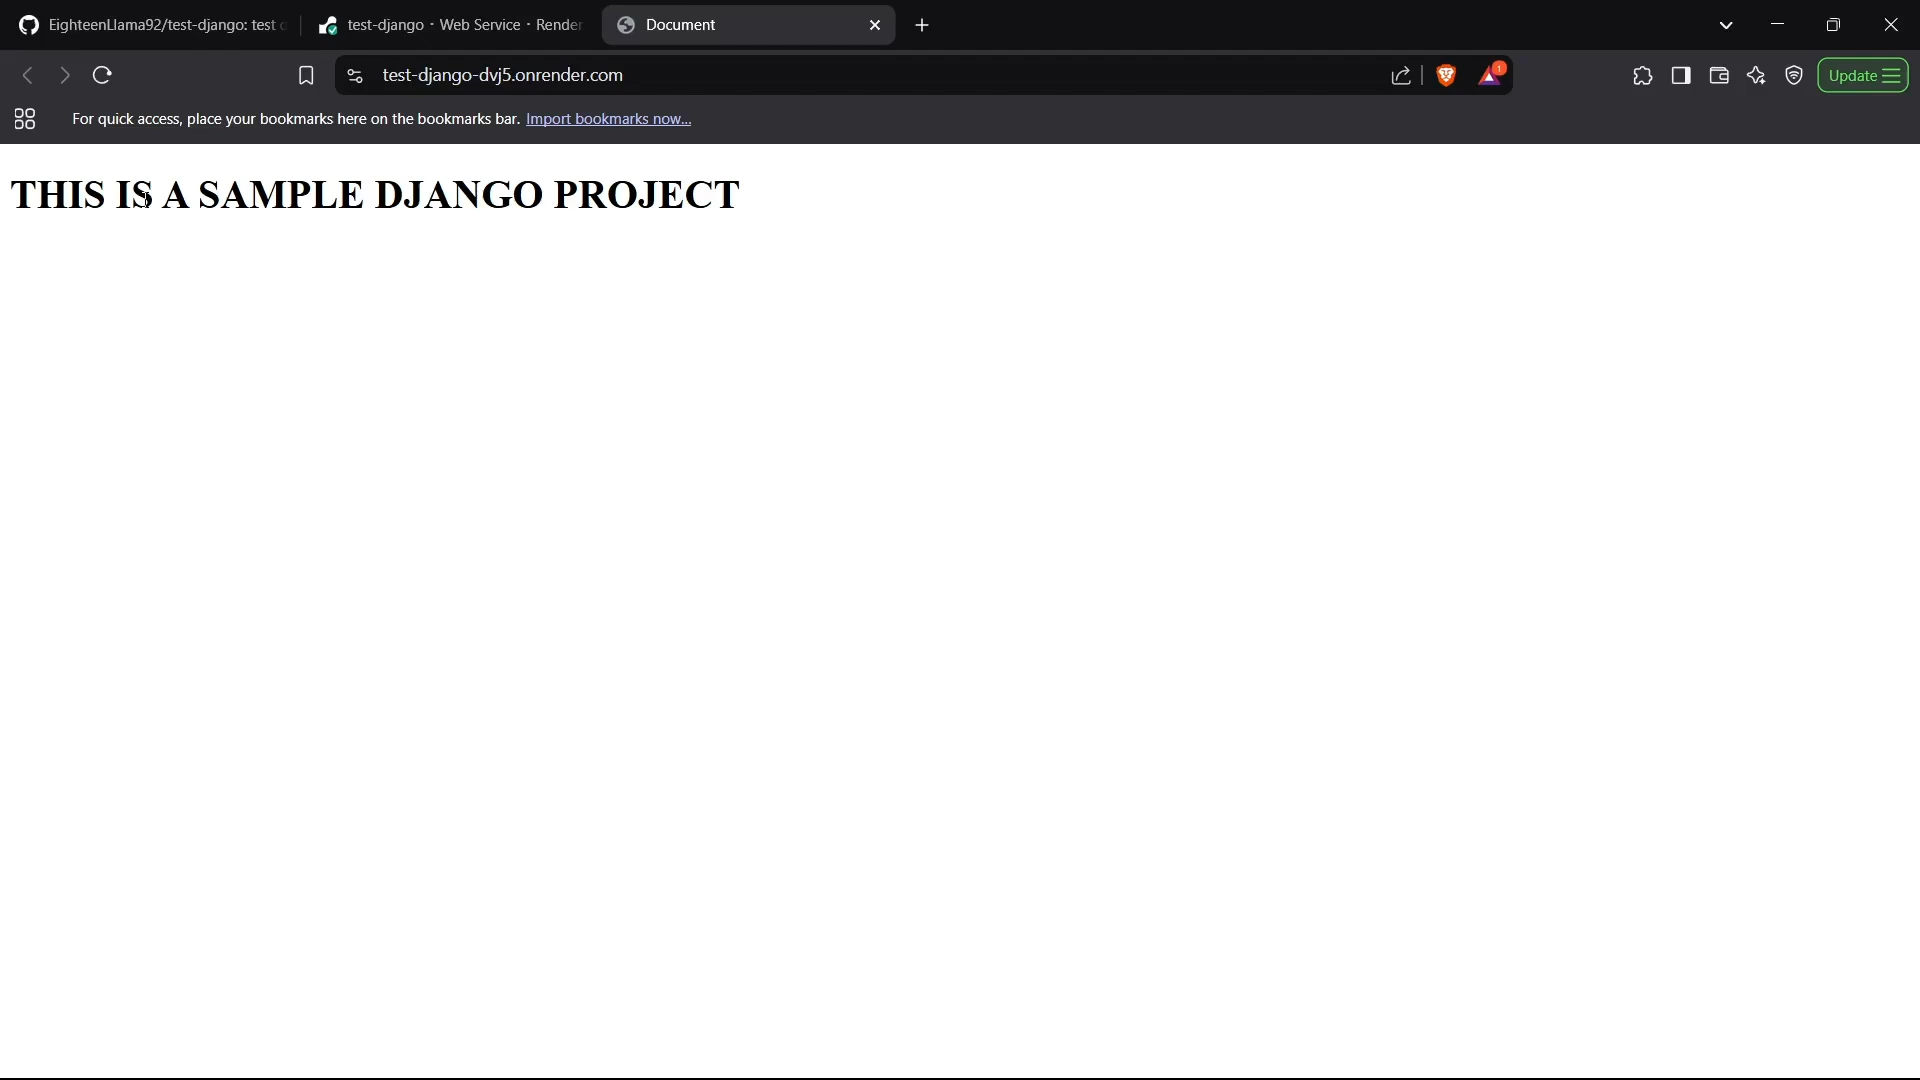 EighteenLlama92/test-django: test
test-django · Web Service · Render
Document
test-django-dvj5.onrender.com
1
Update
For quick access, place your bookmarks here on the bookmarks bar. Import bookmarks now...
THIS IS A SAMPLE DJANGO PROJECT